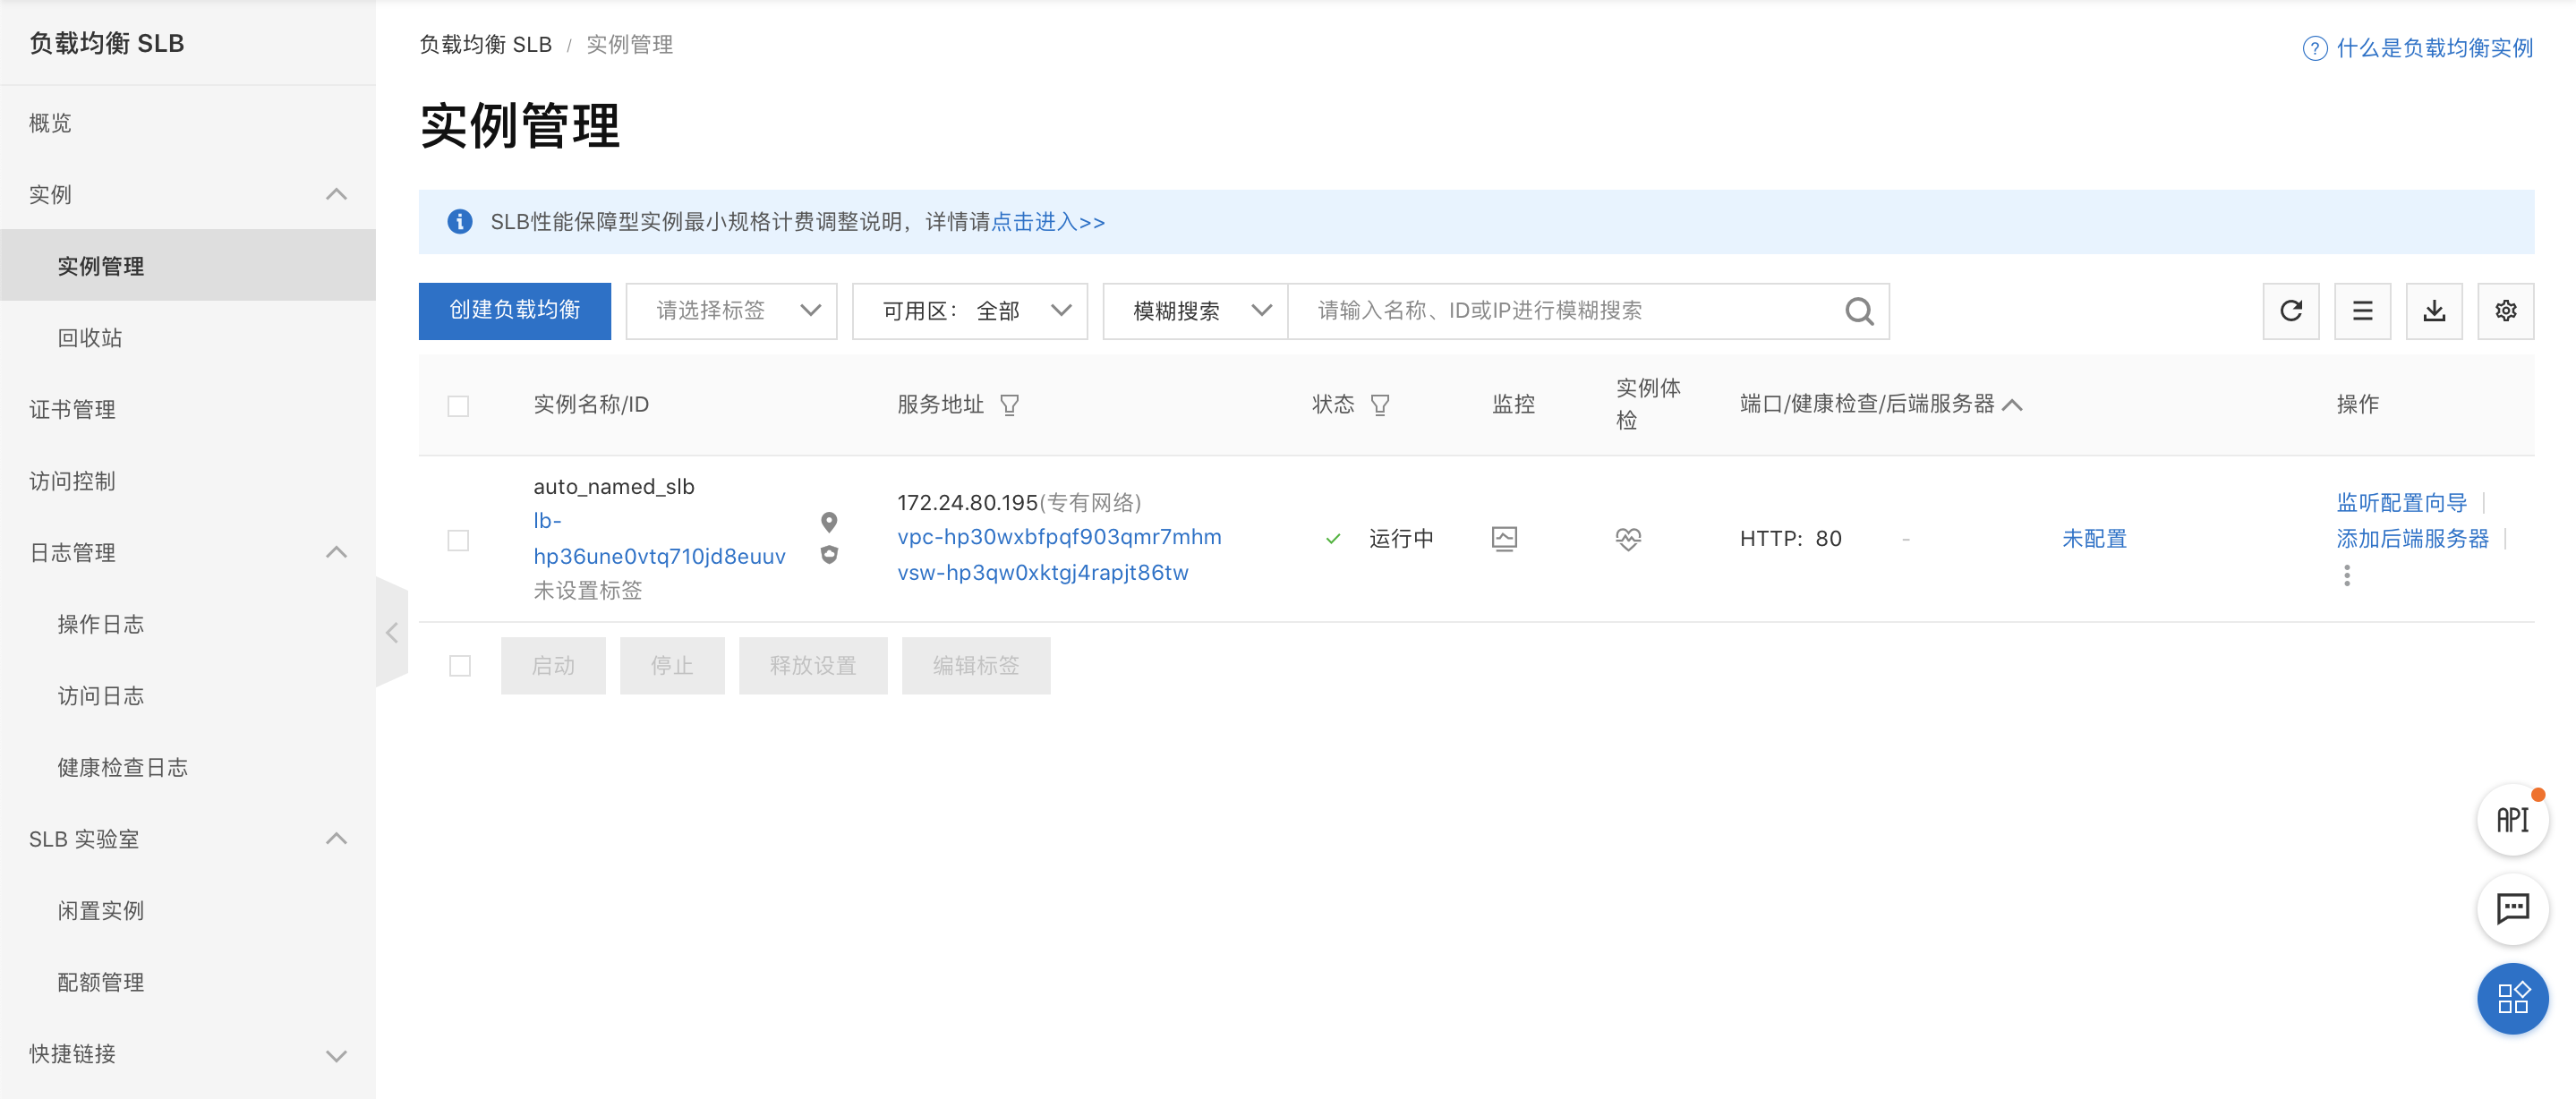 负载均衡 SLB
概览
实例
实例管理
回收站
证书管理
访问控制
日志管理
操作日志
访问日志
健康检查日志
SLB 实验室
闲置实例
配额管理
快捷链接
负载均衡 SLB / 实例管理
? 什么是负载均衡实例
实例管理
SLB性能保障型实例最小规格计费调整说明，详情请点击进入>>
创建负载均衡 请选择标签 可用区： 全部 模糊搜索 请输入名称、ID或IP进行模糊搜索
实例名称/ID 服务地址 状态 监控 实例体 端口/健康检查/后端服务器 操作
检
auto_named_slb
lb-
hp36une0vtq710jd8euuv
未设置标签
172.24.80.195(专有网络)
vpc-hp30wxbfpqf903qmr7mhm
vsw-hp3qw0xktgj4rapjt86tw
运行中
HTTP: 80 - 未配置
监听配置向导
添加后端服务器
启动 停止 释放设置 编辑标签
API